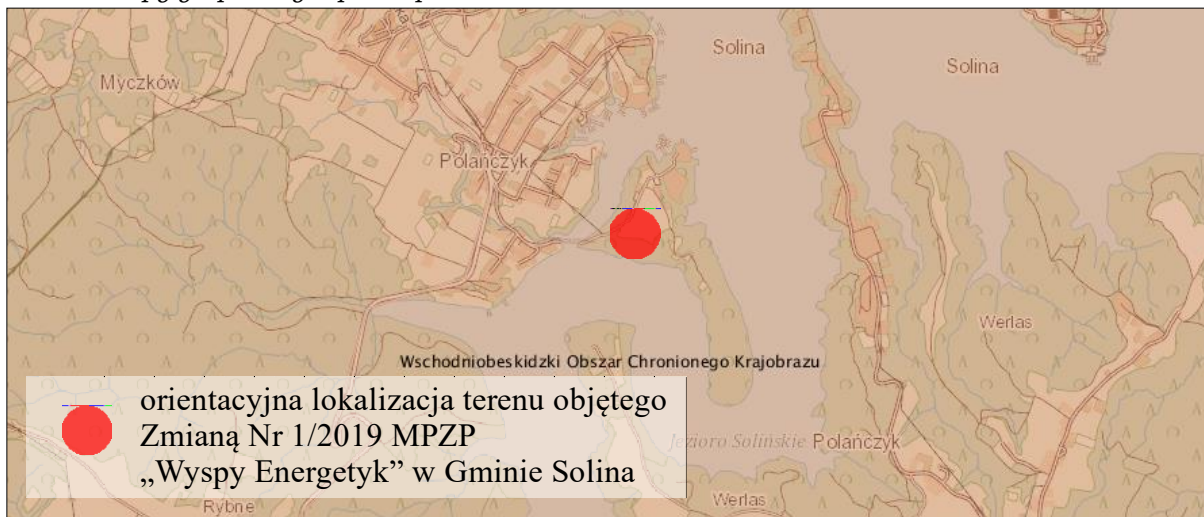 Solina
Solina
Myczków
Polańczyk
Werlas
Wschodniobeskidzki Obszar Chronionego Krajobrazu
orientacyjna lokalizacja terenu objętego
Zmianą Nr 1/2019 MPZP
„Wyspy Energetyk” w Gminie Solina
Jezioro Solińskie Polańczyk
Rybne
Werlas